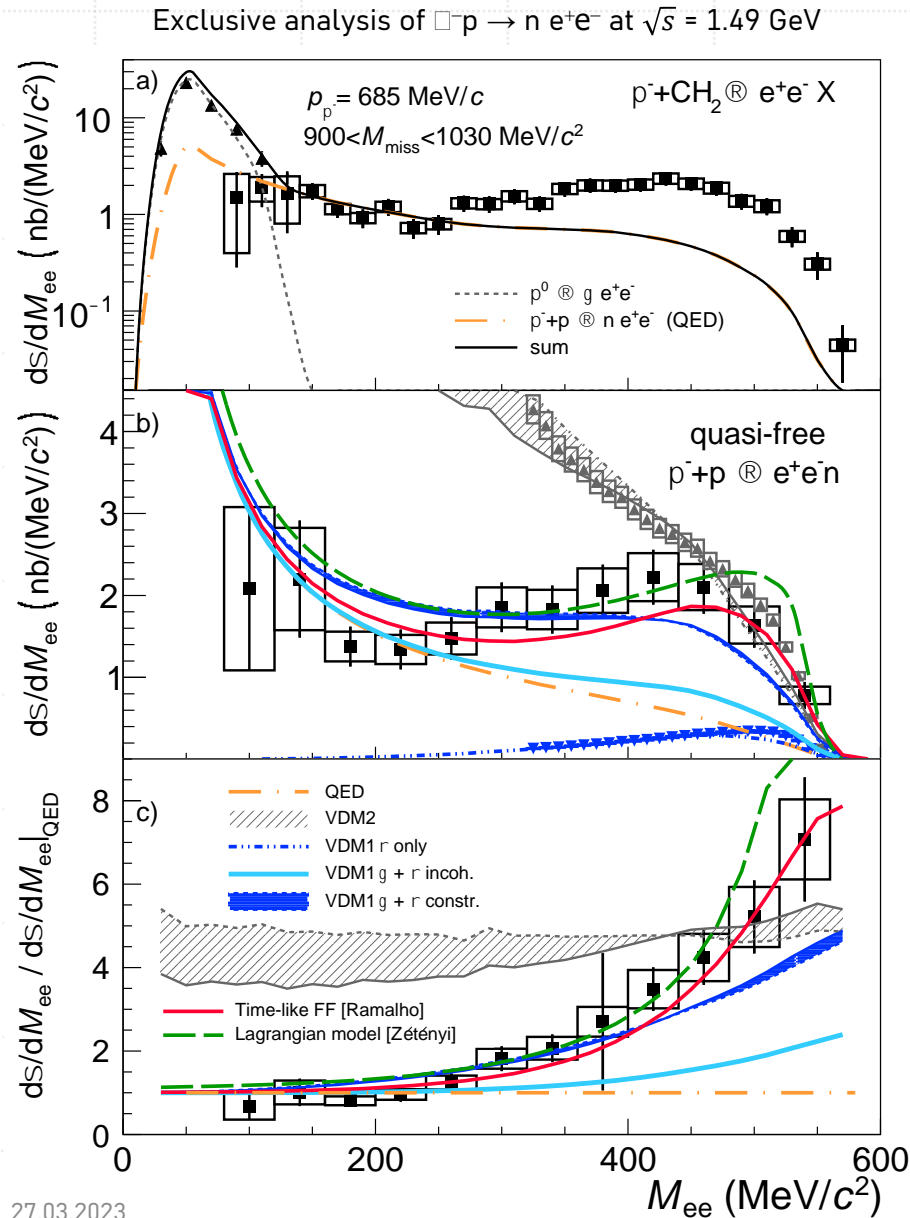 Exclusive analysis of □⁻p → n e⁺e⁻ at √s = 1.49 GeV
a)
p⁻+CH₂ ® e⁺e⁻ X
p_p⁻ = 685 MeV/c
900<M_miss<1030 MeV/c²
ds/dM_ee { nb/(MeV/c²) }
10
1
10⁻¹
p⁰ ® g e⁺e⁻
p⁻+p ® n e⁺e⁻ (QED)
sum
b)
quasi-free
p⁻+p ® e⁺e⁻n
ds/dM_ee { nb/(MeV/c²) }
4
3
2
1
c)
QED
VDM2
VDM1 r only
VDM1 g + r incoh.
VDM1 g + r constr.
Time-like FF [Ramalho]
Lagrangian model [Zétényi]
ds/dM_ee / ds/dM_ee|_QED
8
6
4
2
0
0 200 400 600
M_ee (MeV/c²)
27.03.2023